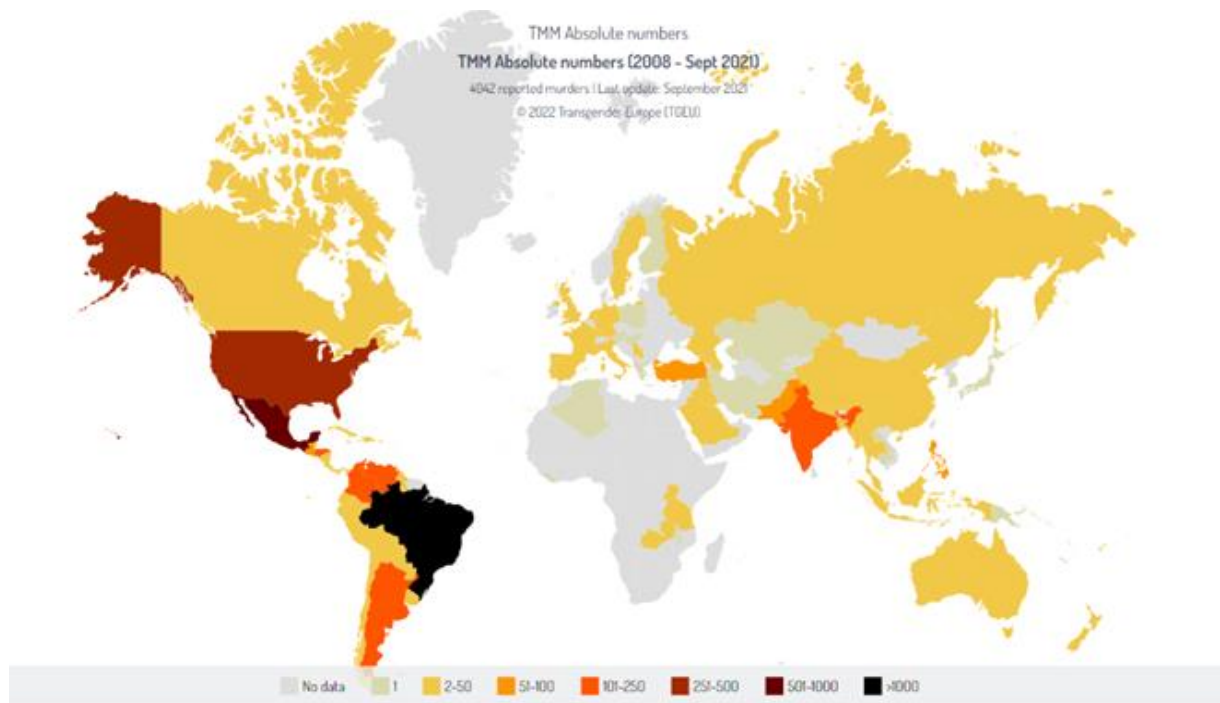 TMM Absolute numbers
TMM Absolute numbers (2008 - Sept 2021)
4042 reported murders | Last update: September 2021
© 2022 Transgender Europe (TGEU)
No data 1 2-50 51-100 101-250 251-500 501-1000 >1000